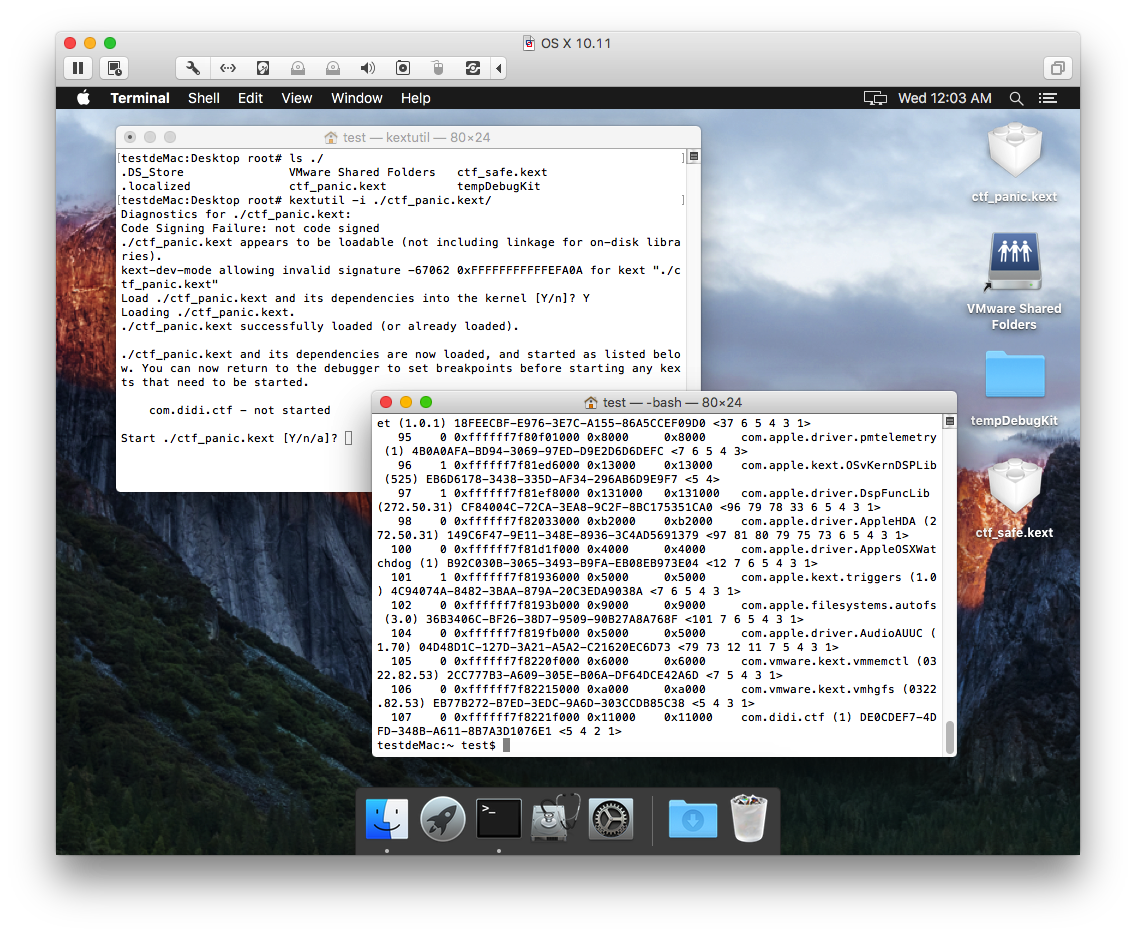 OS X 10.11
Terminal Shell Edit View Window Help Wed 12:03 AM
test — kextutil — 80×24
[testdeMac:Desktop root# ls ./ ]
.DS_Store VMware Shared Folders ctf_safe.kext
.localized ctf_panic.kext tempDebugKit
[testdeMac:Desktop root# kextutil -i ./ctf_panic.kext/ ]
Diagnostics for ./ctf_panic.kext:
Code Signing Failure: not code signed
./ctf_panic.kext appears to be loadable (not including linkage for on-disk libra
ries).
kext-dev-mode allowing invalid signature -67062 0xFFFFFFFFFFFEFA0A for kext "./c
tf_panic.kext"
Load ./ctf_panic.kext and its dependencies into the kernel [Y/n]? Y
Loading ./ctf_panic.kext.
./ctf_panic.kext successfully loaded (or already loaded).
./ctf_panic.kext and its dependencies are now loaded, and started as listed belo
w. You can now return to the debugger to set breakpoints before starting any kex
ts that need to be started.
com.didi.ctf - not started
Start ./ctf_panic.kext [Y/n/a]?
test — -bash — 80×24
et (1.0.1) 18FEECBF-E976-3E7C-A155-86A5CCEF09D0 <37 6 5 4 3 1>
95 0 0xffffff7f80f01000 0x8000 0x8000 com.apple.driver.pmtelemetry
(1) 4B0A0AFA-BD94-3069-97ED-D9E2D6D6DEFC <7 6 5 4 3>
96 1 0xffffff7f81ed6000 0x13000 0x13000 com.apple.kext.OSvKernDSPLib
(525) EB6D6178-3438-335D-AF34-296AB6D9E9F7 <5 4>
97 1 0xffffff7f81ef8000 0x131000 0x131000 com.apple.driver.DspFuncLib
(272.50.31) CF84004C-72CA-3EA8-9C2F-8BC175351CA0 <96 79 78 33 6 5 4 3 1>
98 0 0xffffff7f82033000 0xb2000 0xb2000 com.apple.driver.AppleHDA (2
72.50.31) 149C6F47-9E11-348E-8936-3C4AD5691379 <97 81 80 79 75 73 6 5 4 3 1>
100 0 0xffffff7f81d1f000 0x4000 0x4000 com.apple.driver.AppleOSXWat
chdog (1) B92C030B-3065-3493-B9FA-EB08EB973E04 <12 7 6 5 4 3 1>
101 1 0xffffff7f81936000 0x5000 0x5000 com.apple.kext.triggers (1.0
) 4C94074A-8482-3BAA-879A-20C3EDA9038A <7 6 5 4 3 1>
102 0 0xffffff7f8193b000 0x9000 0x9000 com.apple.filesystems.autofs
(3.0) 36B3406C-BF26-38D7-9509-90B27A8A768F <101 7 6 5 4 3 1>
104 0 0xffffff7f819fb000 0x5000 0x5000 com.apple.driver.AudioAUUC (
1.70) 04D48D1C-127D-3A21-A5A2-C21620EC6D73 <79 73 12 11 7 5 4 3 1>
105 0 0xffffff7f8220f000 0x6000 0x6000 com.vmware.kext.vmmemctl (03
22.82.53) 2CC777B3-A609-305E-B06A-DF64DCE42A6D <7 5 4 3 1>
106 0 0xffffff7f82215000 0xa000 0xa000 com.vmware.kext.vmhgfs (0322
.82.53) EB77B272-B7ED-3EDC-9A6D-303CCDB85C38 <5 4 3 1>
107 0 0xffffff7f8221f000 0x11000 0x11000 com.didi.ctf (1) DE0CDEF7-4D
FD-348B-A611-8B7A3D1076E1 <5 4 2 1>
testdeMac:~ test$
ctf_panic.kext
VMware Shared
Folders
tempDebugKit
ctf_safe.kext